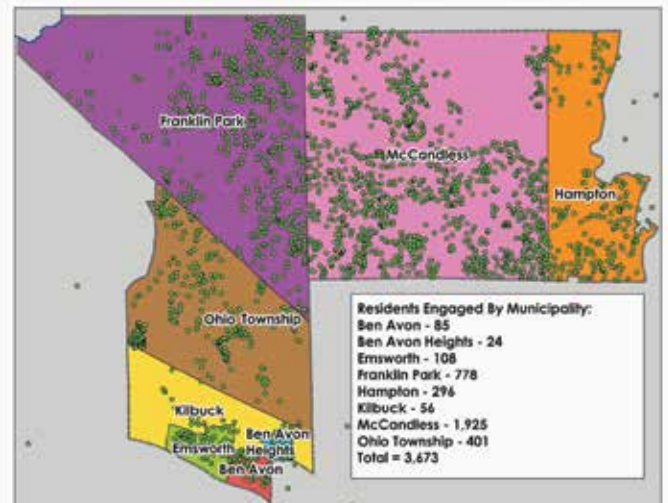 Franklin Park
McCandless
Hampton
Ohio Township
Kilbuck
Ben Avon
Heights
Emsworth
Ben Avon
Residents Engaged By Municipality:
Ben Avon - 85
Ben Avon Heights - 24
Emsworth - 108
Franklin Park - 778
Hampton - 296
Kilbuck - 56
McCandless - 1,925
Ohio Township - 401
Total = 3,673